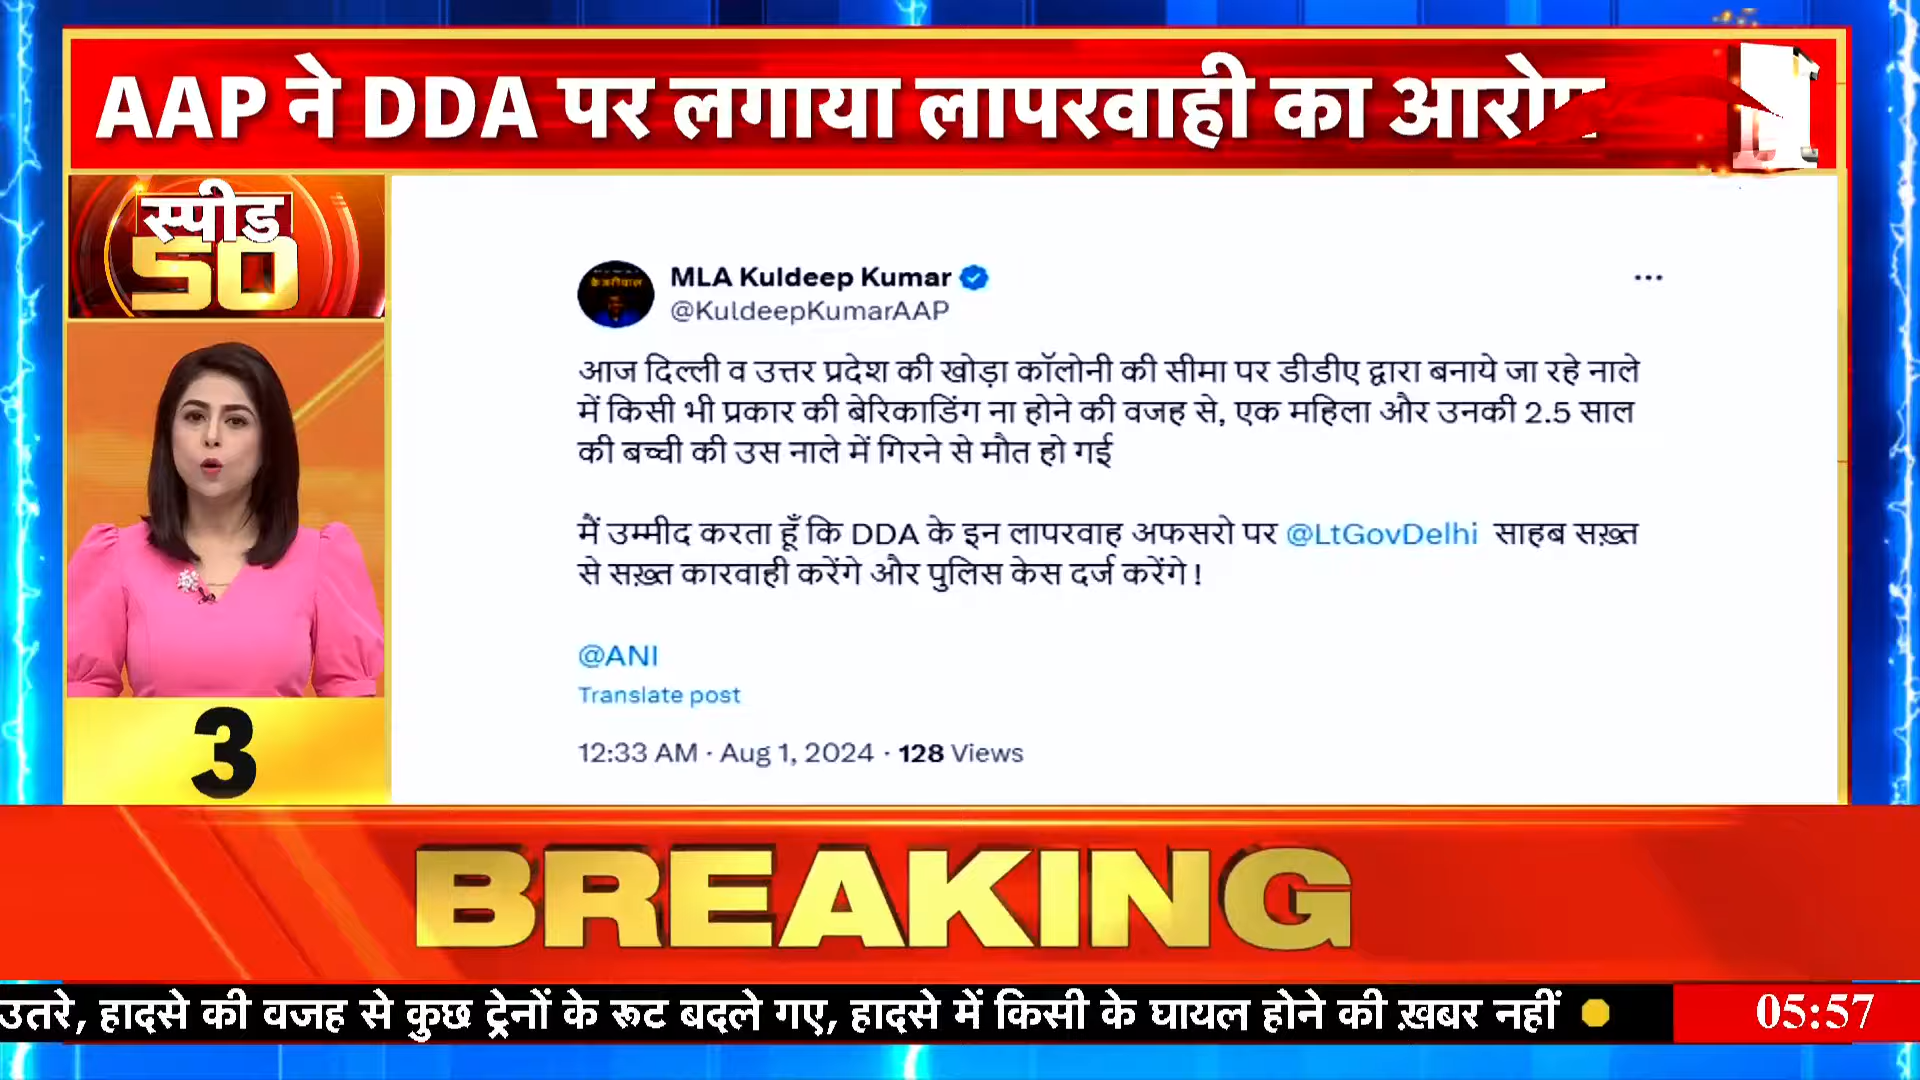 AAP ने DDA पर लगाया लापरवाही का आरोप
स्पीड
50
MLA Kuldeep Kumar
@KuldeepKumarAAP
आज दिल्ली व उत्तर प्रदेश की खोड़ा कॉलोनी की सीमा पर डीडीए द्वारा बनाये जा रहे नाले
में किसी भी प्रकार की बेरिकाडिंग ना होने की वजह से, एक महिला और उनकी 2.5 साल
की बच्ची की उस नाले में गिरने से मौत हो गई
मैं उम्मीद करता हूँ कि DDA के इन लापरवाह अफसरो पर @LtGovDelhi साहब सख़्त
से सख़्त कारवाही करेंगे और पुलिस केस दर्ज करेंगे !
@ANI
Translate post
12:33 AM · Aug 1, 2024 · 128 Views
3
BREAKING
उतरे, हादसे की वजह से कुछ ट्रेनों के रूट बदले गए, हादसे में किसी के घायल होने की ख़बर नहीं
05:57